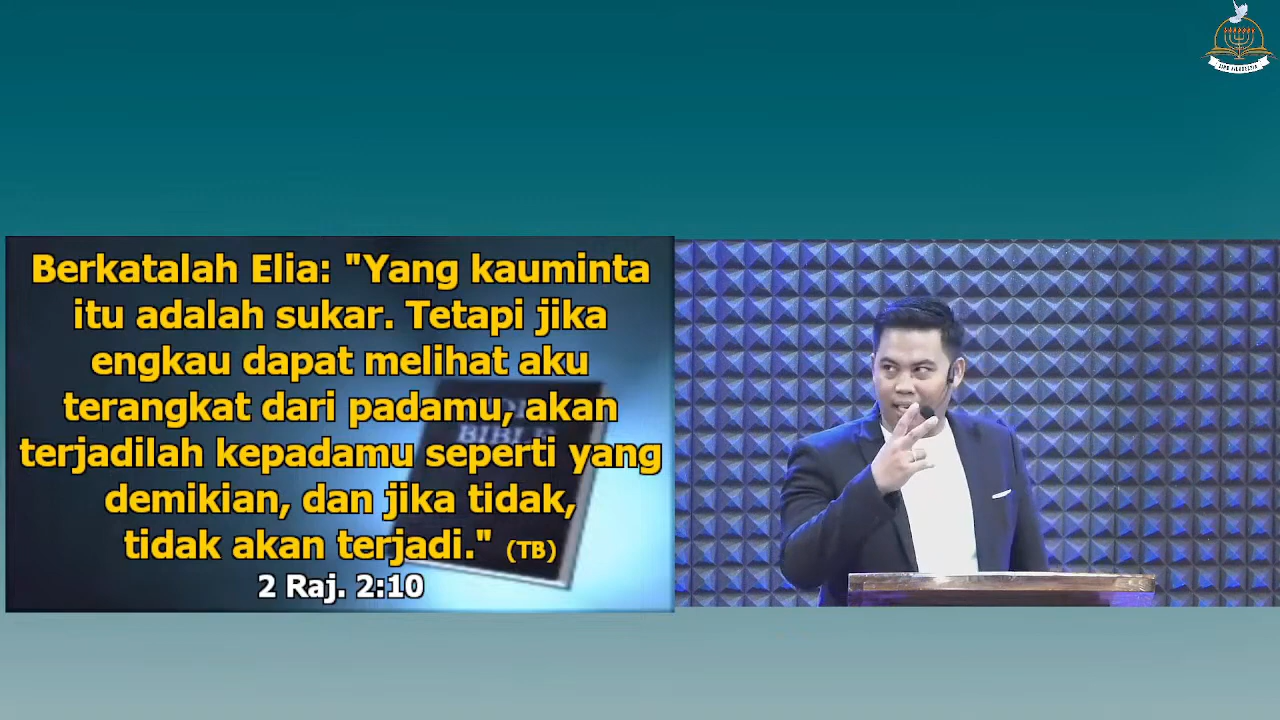 Berkatalah Elia: "Yang kauminta
itu adalah sukar. Tetapi jika
engkau dapat melihat aku
terangkat dari padamu, akan
terjadilah kepadamu seperti yang
demikian, dan jika tidak,
tidak akan terjadi." (TB)
2 Raj. 2:10
BIBLE